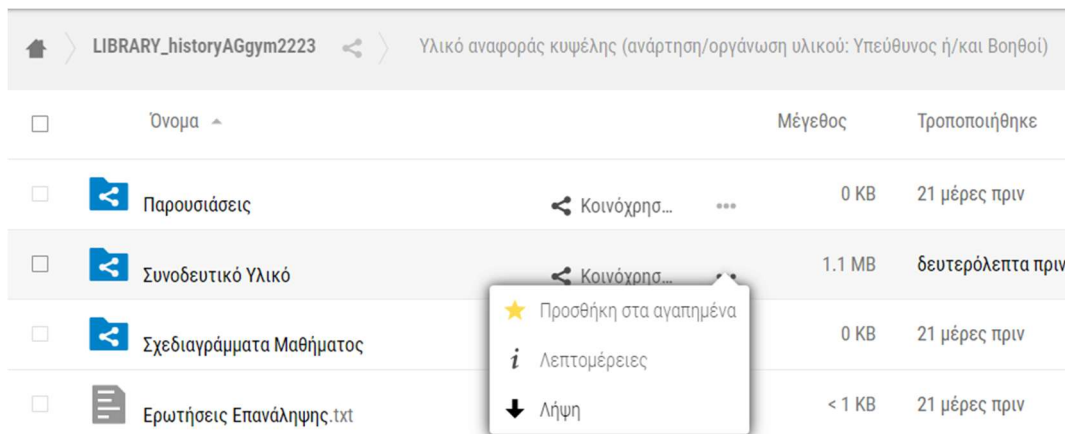 LIBRARY_historyAGgym2223 Υλικό αναφοράς κυψέλης (ανάρτηση/οργάνωση υλικού: Υπεύθυνος ή/και Βοηθοί)
Όνομα Μέγεθος Τροποποιήθηκε
Παρουσιάσεις Κοινόχρησ... 0 KB 21 μέρες πριν
Συνοδευτικό Υλικό Κοινόχρησ... 1.1 MB δευτερόλεπτα πριν
Προσθήκη στα αγαπημένα
Σχεδιαγράμματα Μαθήματος 0 KB 21 μέρες πριν
Λεπτομέρειες
Ερωτήσεις Επανάληψης.txt < 1 KB 21 μέρες πριν
Λήψη